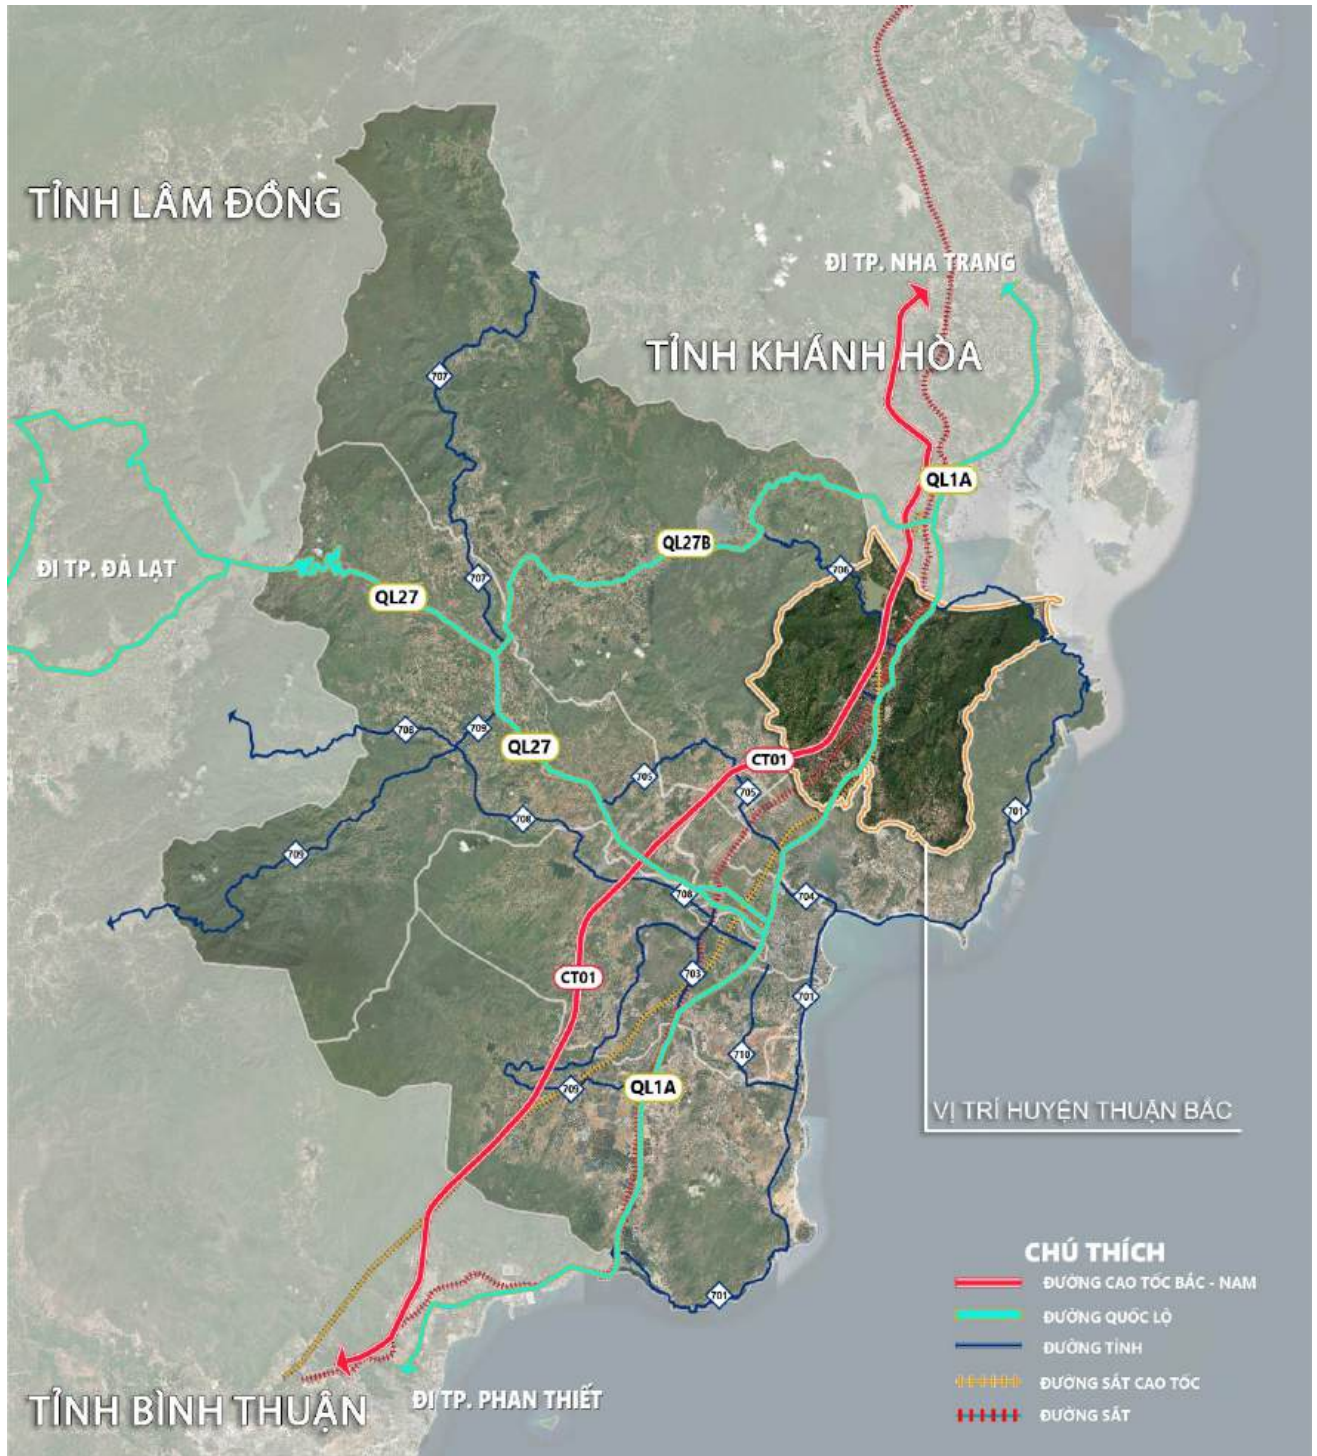 TỈNH LÂM ĐỒNG
ĐI TP. NHA TRANG
TỈNH KHÁNH HÒA
707
QL1A
QL27B
ĐI TP. ĐÀ LẠT
706
707
QL27
708
709
QL27
CT01
705
705
701
708
709
708
704
CT01
703
701
710
709
QL1A
VỊ TRÍ HUYỆN THUẬN BẮC
701
CHÚ THÍCH
ĐƯỜNG CAO TỐC BẮC - NAM
ĐƯỜNG QUỐC LỘ
ĐƯỜNG TỈNH
ĐƯỜNG SẮT CAO TỐC
ĐƯỜNG SẮT
TỈNH BÌNH THUẬN
ĐI TP. PHAN THIẾT